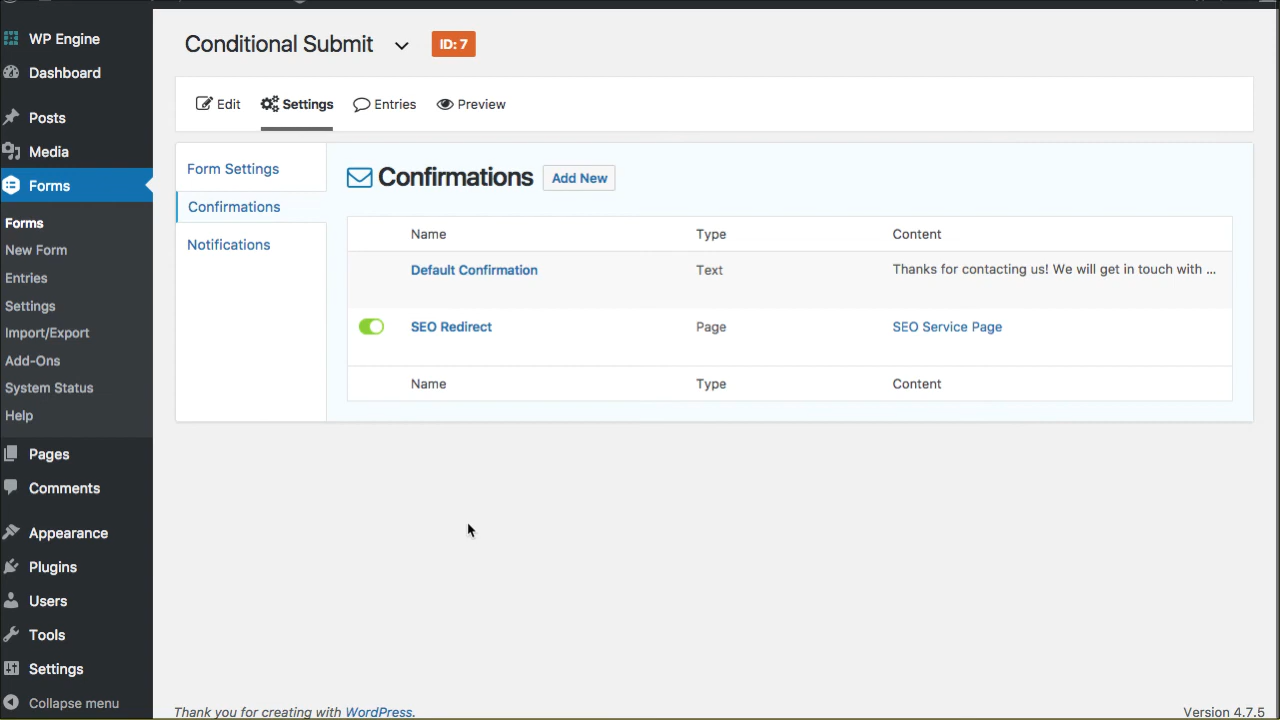 WP Engine
Dashboard
Posts
Media
Forms
Forms
New Form
Entries
Settings
Import/Export
Add-Ons
System Status
Help
Pages
Comments
Appearance
Plugins
Users
Tools
Settings
Collapse menu
Conditional Submit ID: 7
Edit Settings Entries Preview
Form Settings
Confirmations
Notifications
Confirmations Add New
Name Type Content
Default Confirmation Text Thanks for contacting us! We will get in touch with ...
SEO Redirect Page SEO Service Page
Name Type Content
Thank you for creating with WordPress. Version 4.7.5